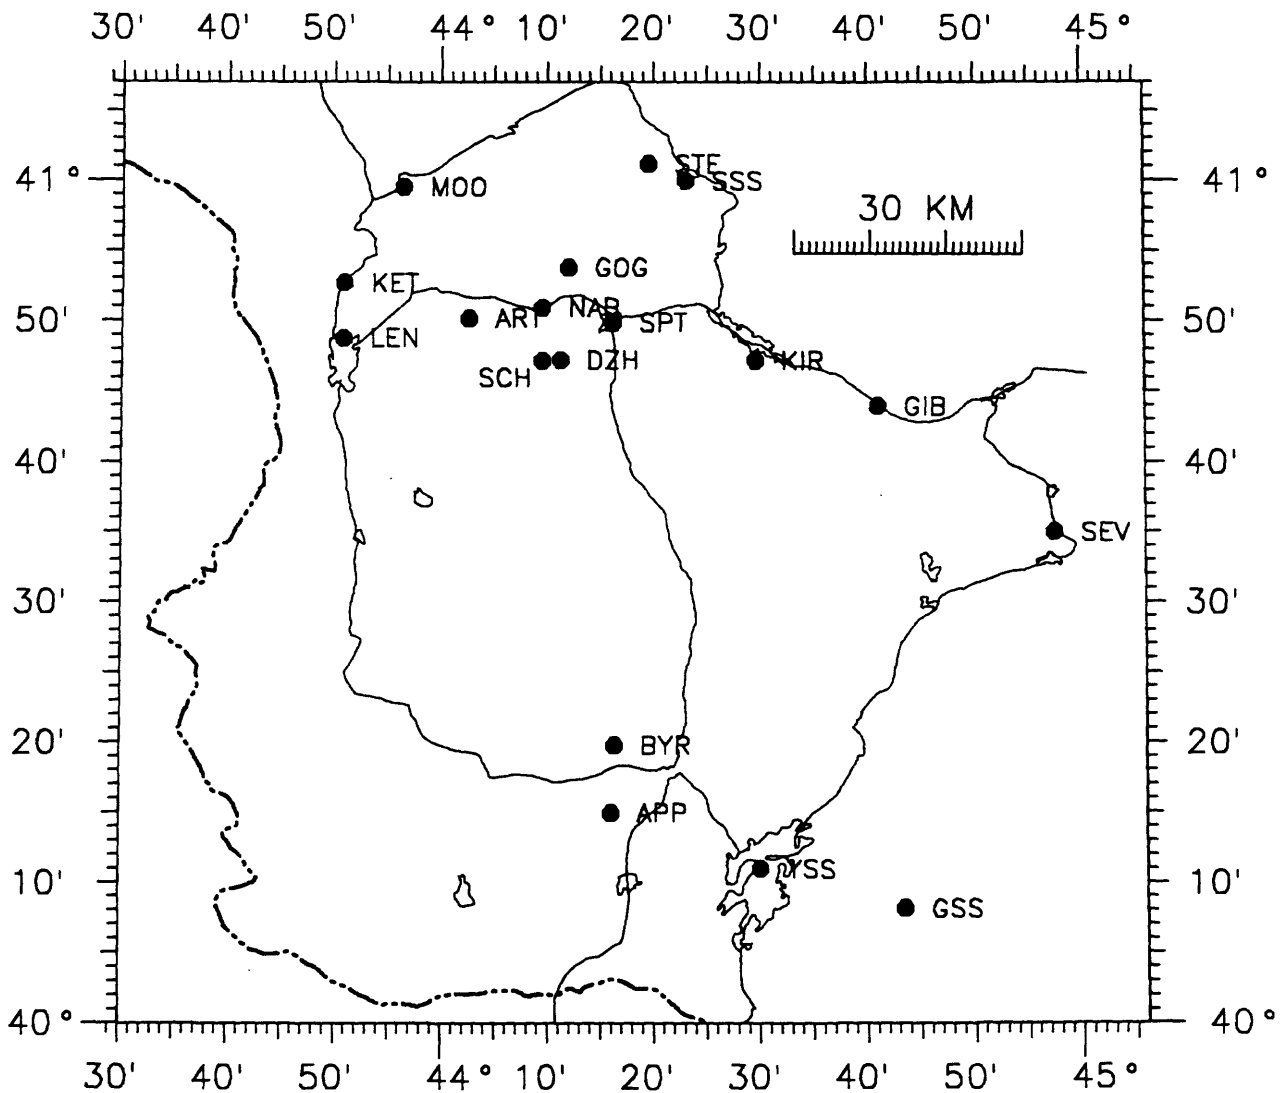 30' 40' 50' 44° 10' 20' 30' 40' 50' 45°
STE
41° MOO SSS 41°
30 KM
GOG
KET
NAB
50' ART SPT 50'
LEN
DZH KIR
SCH
GIB
40' 40'
SEV
30' 30'
20' BYR 20'
APP
YSS
10' 10'
GSS
40° 40°
30' 40' 50' 44° 10' 20' 30' 40' 50' 45°